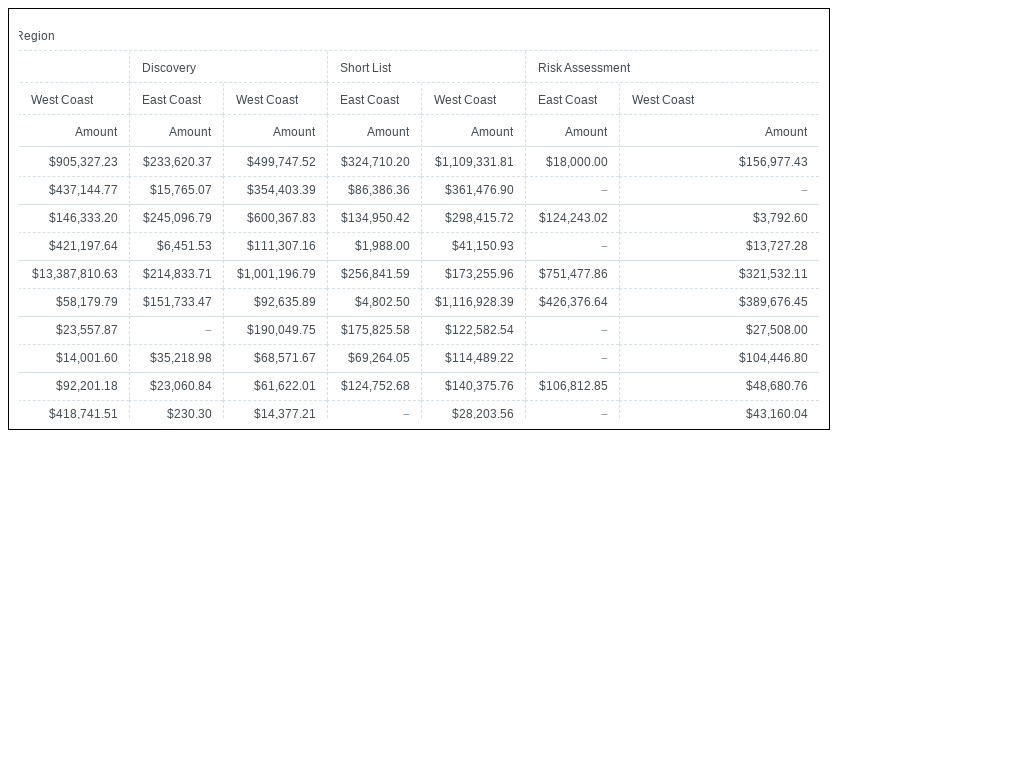 Region
Discovery Short List Risk Assessment
West Coast East Coast West Coast East Coast West Coast East Coast West Coast
Amount Amount Amount Amount Amount Amount Amount
$905,327.23 $233,620.37 $499,747.52 $324,710.20 $1,109,331.81 $18,000.00 $156,977.43
$437,144.77 $15,765.07 $354,403.39 $86,386.36 $361,476.90 – –
$146,333.20 $245,096.79 $600,367.83 $134,950.42 $298,415.72 $124,243.02 $3,792.60
$421,197.64 $6,451.53 $111,307.16 $1,988.00 $41,150.93 – $13,727.28
$13,387,810.63 $214,833.71 $1,001,196.79 $256,841.59 $173,255.96 $751,477.86 $321,532.11
$58,179.79 $151,733.47 $92,635.89 $4,802.50 $1,116,928.39 $426,376.64 $389,676.45
$23,557.87 – $190,049.75 $175,825.58 $122,582.54 – $27,508.00
$14,001.60 $35,218.98 $68,571.67 $69,264.05 $114,489.22 – $104,446.80
$92,201.18 $23,060.84 $61,622.01 $124,752.68 $140,375.76 $106,812.85 $48,680.76
$418,741.51 $230.30 $14,377.21 – $28,203.56 – $43,160.04